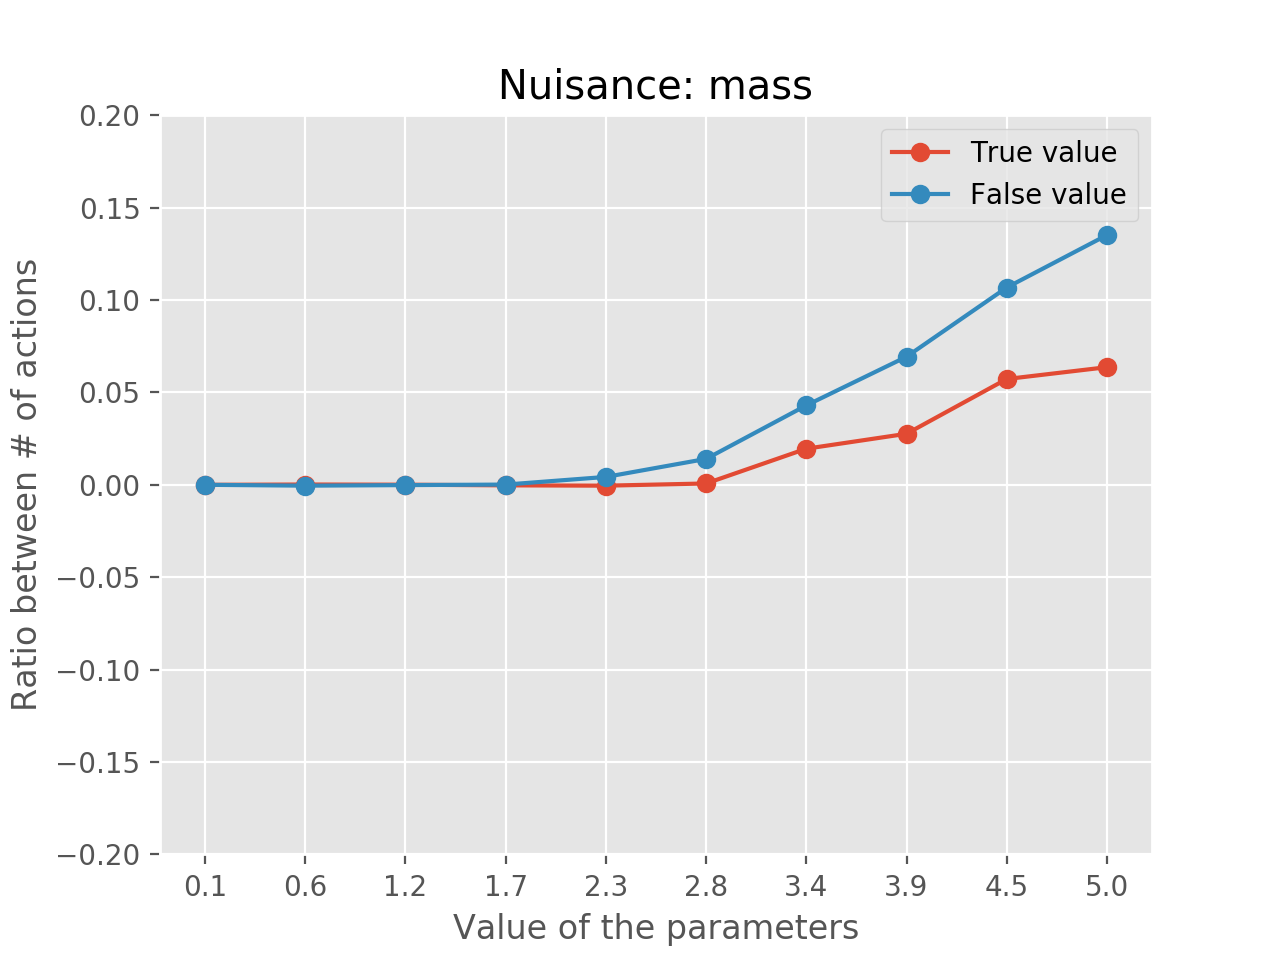 Nuisance: mass
True value
False value
Ratio between # of actions
0.20
0.15
0.10
0.05
0.00
−0.05
−0.10
−0.15
−0.20
0.1 0.6 1.2 1.7 2.3 2.8 3.4 3.9 4.5 5.0
Value of the parameters